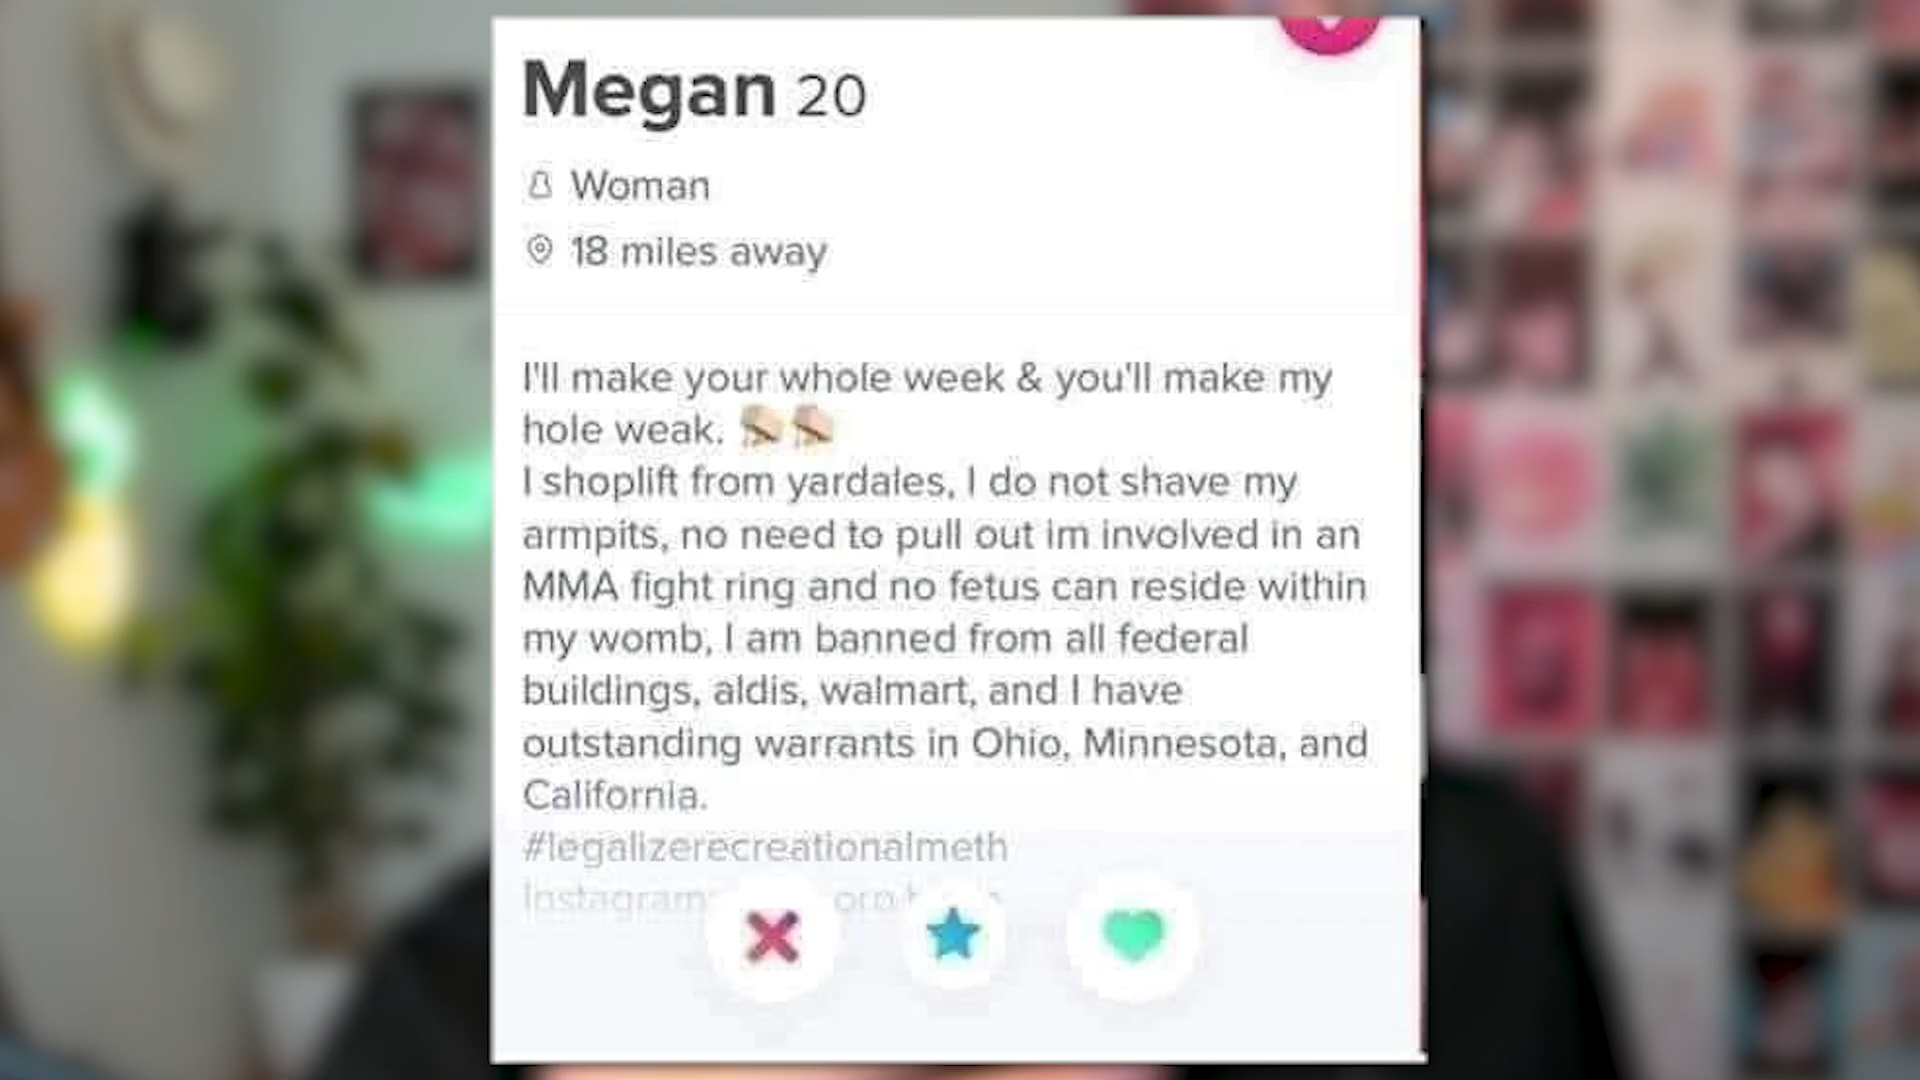 Megan 20
Woman
18 miles away
I'll make your whole week & you'll make my
hole weak.
I shoplift from yardales, I do not shave my
armpits, no need to pull out im involved in an
MMA fight ring and no fetus can reside within
my womb, I am banned from all federal
buildings, aldis, walmart, and I have
outstanding warrants in Ohio, Minnesota, and
California.
#legalizerecreationalmeth
Instagram